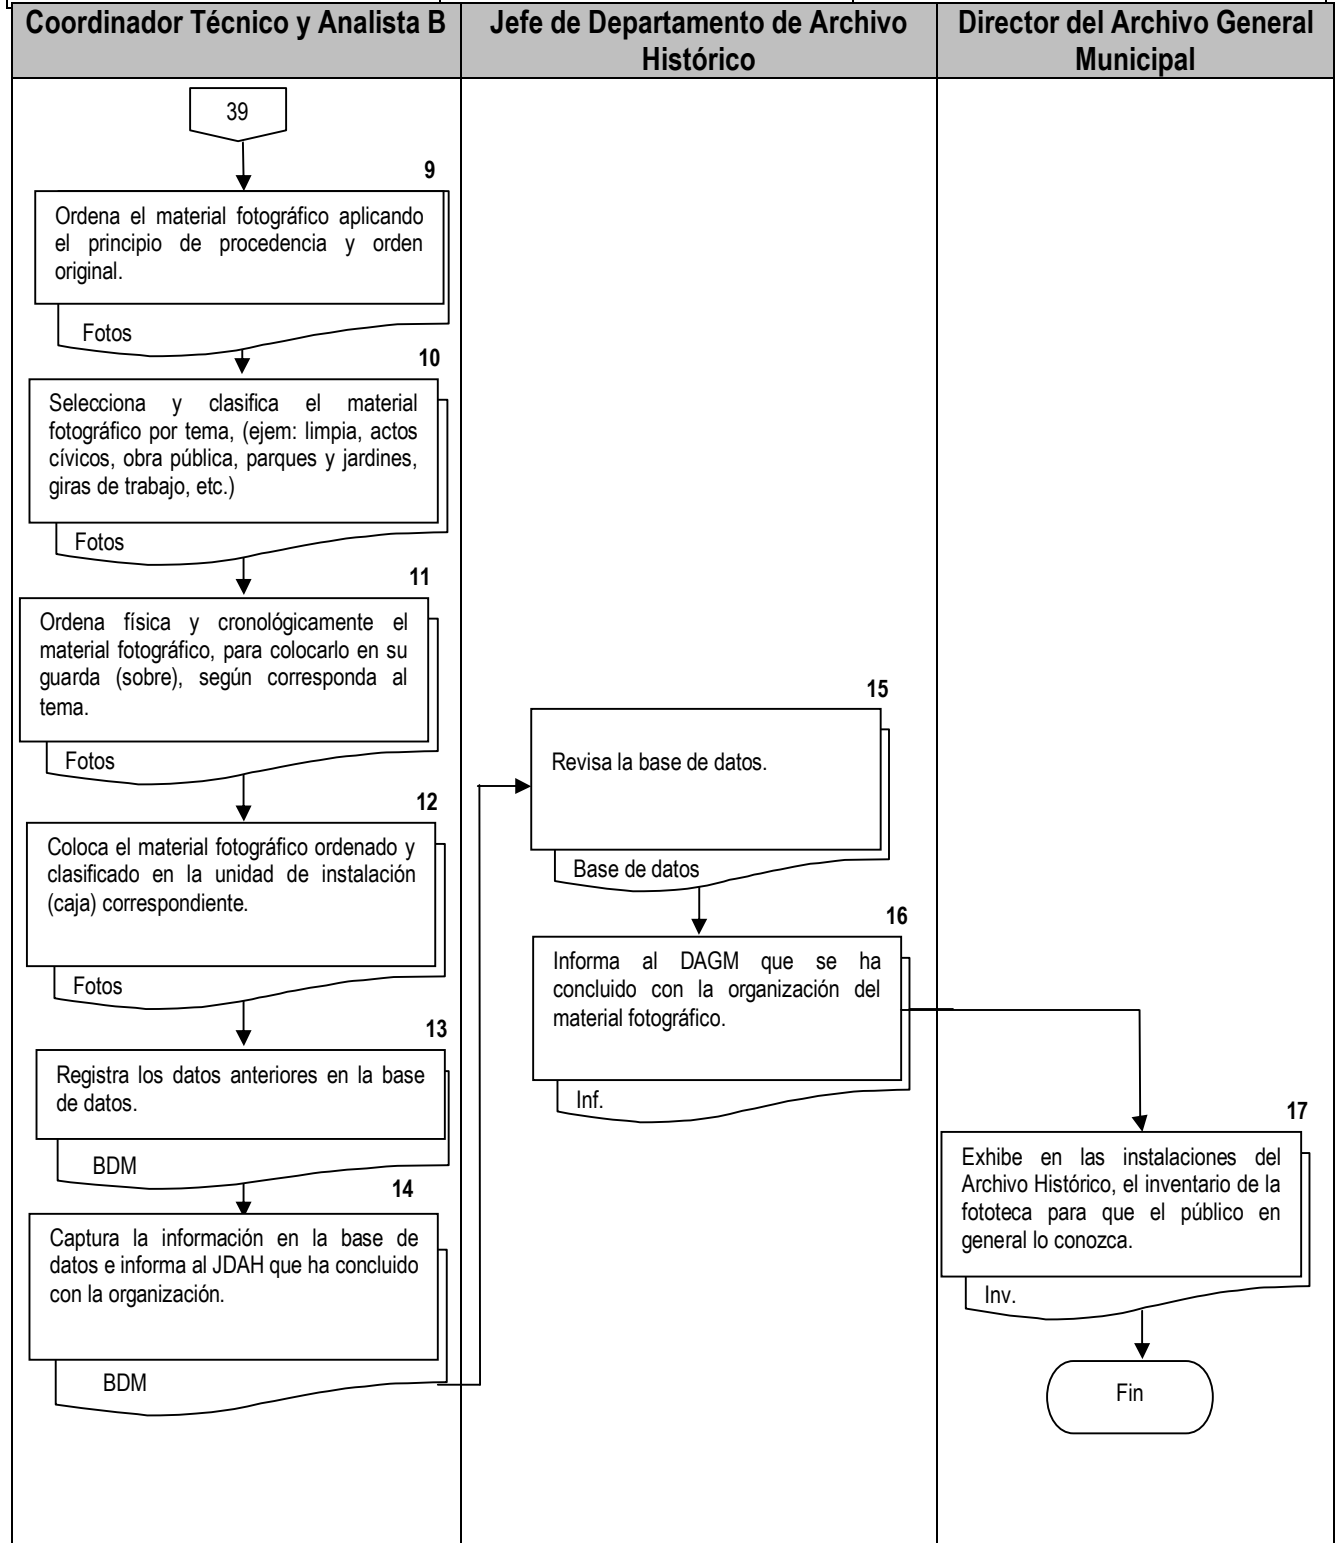 Coordinador Técnico y Analista B
Jefe de Departamento de Archivo
Histórico
Director del Archivo General
Municipal
39
9
Ordena el material fotográfico aplicando
el principio de procedencia y orden
original.
Fotos
10
Selecciona y clasifica el material
fotográfico por tema, (ejem: limpia, actos
cívicos, obra pública, parques y jardines,
giras de trabajo, etc.)
Fotos
11
Ordena física y cronológicamente el
material fotográfico, para colocarlo en su
guarda (sobre), según corresponda al
tema.
Fotos
12
Coloca el material fotográfico ordenado y
clasificado en la unidad de instalación
(caja) correspondiente.
Fotos
13
Registra los datos anteriores en la base
de datos.
BDM
14
Captura la información en la base de
datos e informa al JDAH que ha concluido
con la organización.
BDM
15
Revisa la base de datos.
Base de datos
16
Informa al DAGM que se ha
concluido con la organización del
material fotográfico.
Inf.
17
Exhibe en las instalaciones del
Archivo Histórico, el inventario de la
fototeca para que el público en
general lo conozca.
Inv.
Fin